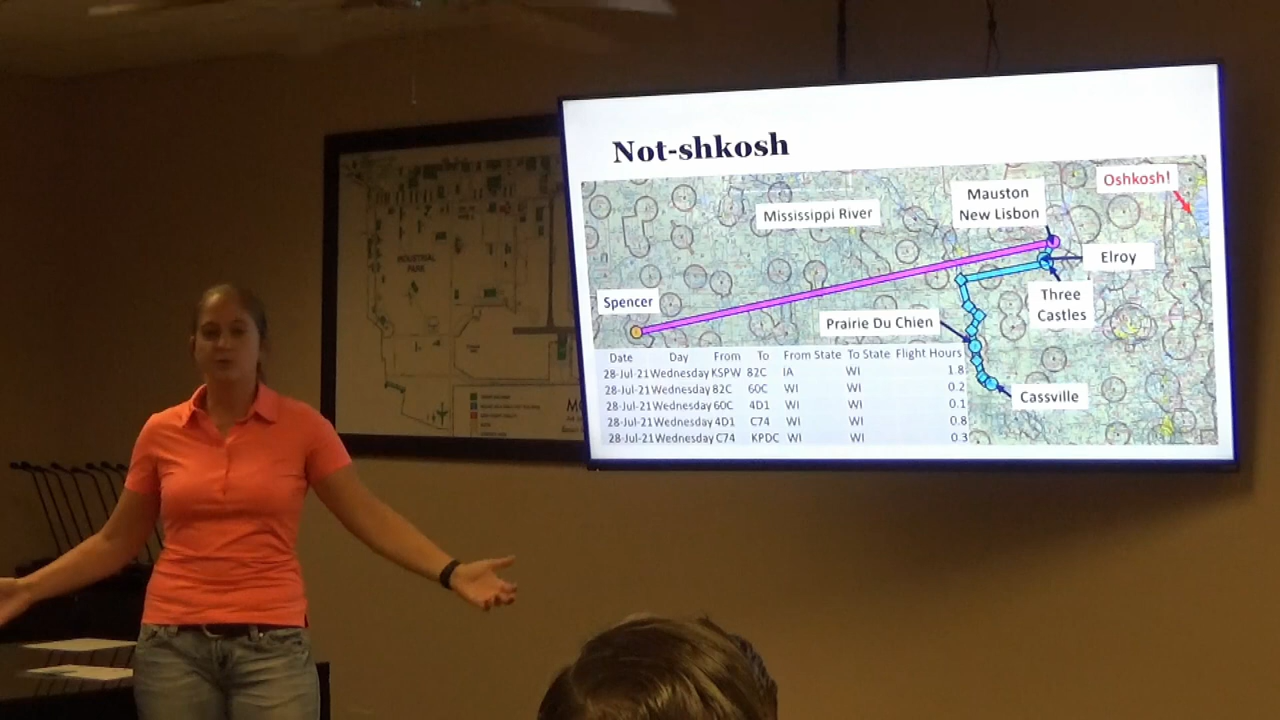 Not-shkosh
Oshkosh!
Mauston
New Lisbon
Mississippi River
Elroy
Spencer
Three
Castles
Prairie Du Chien
Cassville
Date Day From To From State To State Flight Hours
28-Jul-21 Wednesday KSPW 82C IA WI 1.8
28-Jul-21 Wednesday 82C 60C WI WI 0.2
28-Jul-21 Wednesday 60C 4D1 WI WI 0.1
28-Jul-21 Wednesday 4D1 C74 WI WI 0.8
28-Jul-21 Wednesday C74 KPDC WI WI 0.3
INDUSTRIAL
PARK